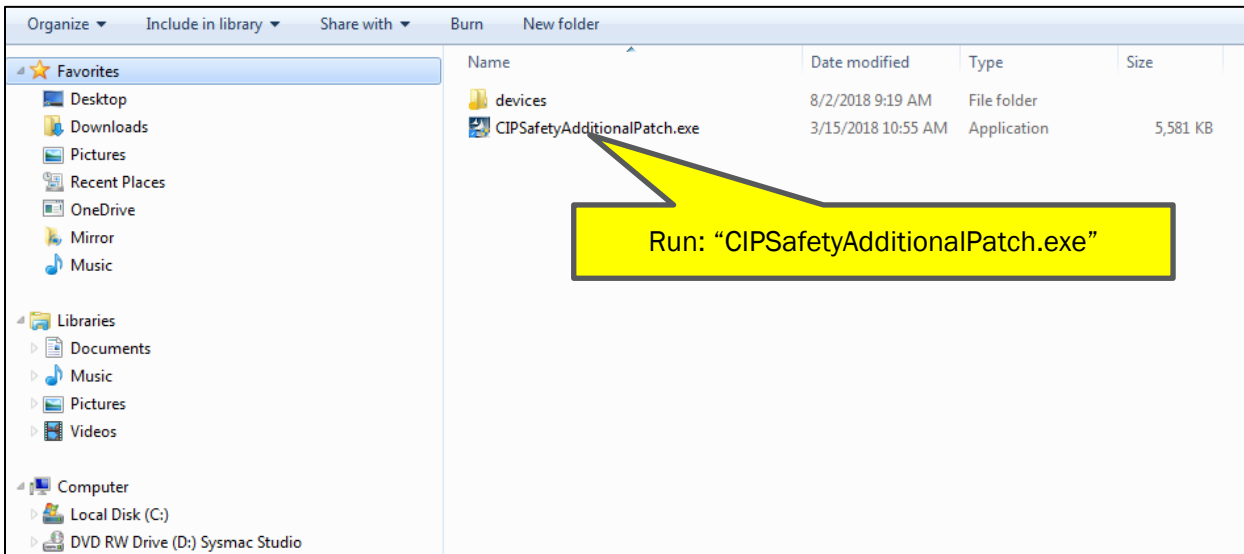 Organize Include in library Share with Burn New folder
Favorites
Desktop
Downloads
Pictures
Recent Places
OneDrive
Mirror
Music
Libraries
Documents
Music
Pictures
Videos
Computer
Local Disk (C:)
DVD RW Drive (D:) Sysmac Studio
Name Date modified Type Size
devices 8/2/2018 9:19 AM File folder
CIPSafetyAdditionalPatch.exe 3/15/2018 10:55 AM Application 5,581 KB
Run: “CIPSafetyAdditionalPatch.exe”